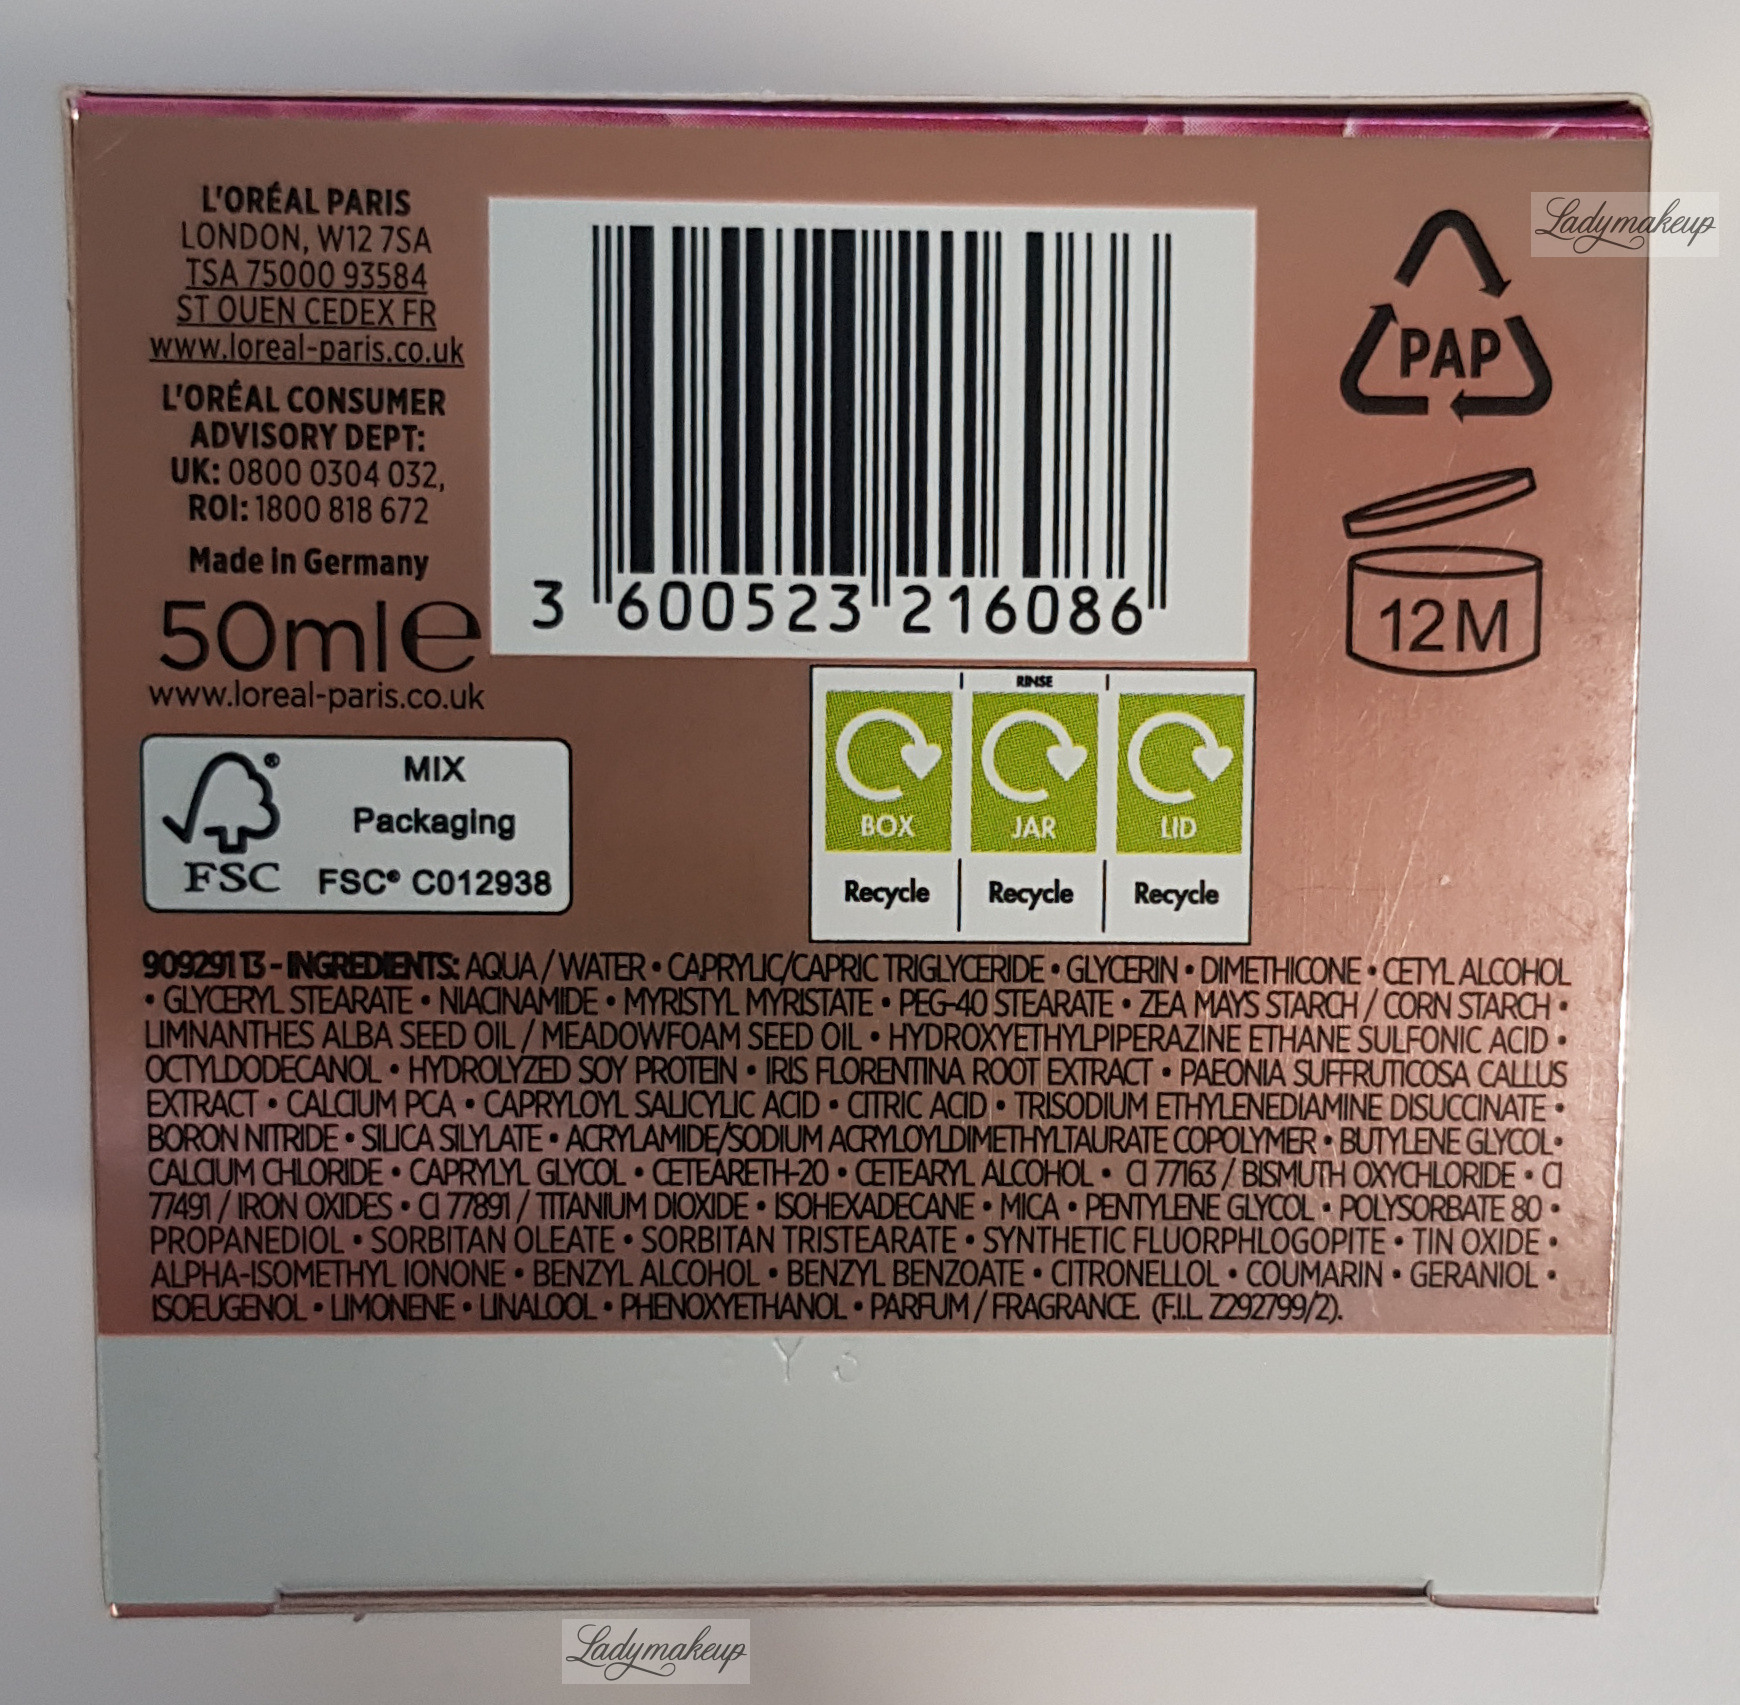 Ladymakeup
L'ORÉAL PARIS
LONDON, W12 7SA
TSA 75000 93584
ST OUEN CEDEX FR
www.loreal-paris.co.uk
L'ORÉAL CONSUMER
ADVISORY DEPT:
UK: 0800 0304 032,
ROI: 1800 818 672
Made in Germany
50ml e
www.loreal-paris.co.uk
3 600523 216086
PAP
12M
MIX
Packaging
FSC® C012938
FSC®
RINSE
BOX JAR LID
Recycle Recycle Recycle
909291 13 - INGREDIENTS: AQUA / WATER • CAPRYLIC/CAPRIC TRIGLYCERIDE • GLYCERIN • DIMETHICONE • CETYL ALCOHOL
• GLYCERYL STEARATE • NIACINAMIDE • MYRISTYL MYRISTATE • PEG-40 STEARATE • ZEA MAYS STARCH / CORN STARCH •
LIMNANTHES ALBA SEED OIL / MEADOWFOAM SEED OIL • HYDROXYETHYLPIPERAZINE ETHANE SULFONIC ACID •
OCTYLDODECANOL • HYDROLYZED SOY PROTEIN • IRIS FLORENTINA ROOT EXTRACT • PAEONIA SUFFRUTICOSA CALLUS
EXTRACT • CALCIUM PCA • CAPRYLOYL SALICYLIC ACID • CITRIC ACID • TRISODIUM ETHYLENEDIAMINE DISUCCINATE •
BORON NITRIDE • SILICA SILYLATE • ACRYLAMIDE/SODIUM ACRYLOYLDIMETHYLTAURATE COPOLYMER • BUTYLENE GLYCOL •
CALCIUM CHLORIDE • CAPRYLYL GLYCOL • CETEARETH-20 • CETEARYL ALCOHOL • CI 77163 / BISMUTH OXYCHLORIDE • CI
77491 / IRON OXIDES • CI 77891 / TITANIUM DIOXIDE • ISOHEXADECANE • MICA • PENTYLENE GLYCOL • POLYSORBATE 80 •
PROPANEDIOL • SORBITAN OLEATE • SORBITAN TRISTEARATE • SYNTHETIC FLUORPHLOGOPITE • TIN OXIDE •
ALPHA-ISOMETHYL IONONE • BENZYL ALCOHOL • BENZYL BENZOATE • CITRONELLOL • COUMARIN • GERANIOL •
ISOEUGENOL • LIMONENE • LINALOOL • PHENOXYETHANOL • PARFUM / FRAGRANCE. (F.I.L. Z292799/2).
Y 3
Ladymakeup